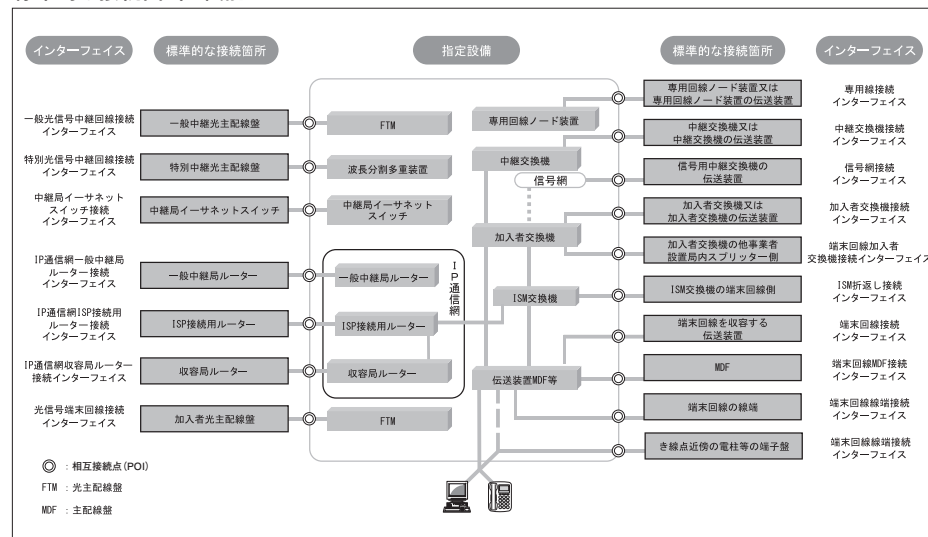 インターフェイス
標準的な接続箇所
指定設備
標準的な接続箇所
インターフェイス
一般光信号中継回線接続
インターフェイス
一般中継光主配線盤
FTM
特別光信号中継回線接続
インターフェイス
特別中継光主配線盤
波長分割多重装置
中継局イーサネット
スイッチ接続
インターフェイス
中継局イーサネットスイッチ
中継局イーサネット
スイッチ
IP通信網一般中継局
ルーター接続
インターフェイス
一般中継局ルーター
一般中継局ルーター
IP通信網
IP通信網ISP接続用
ルーター接続
インターフェイス
ISP接続用ルーター
ISP接続用ルーター
IP通信網収容局ルーター
接続インターフェイス
収容局ルーター
収容局ルーター
光信号端末回線接続
インターフェイス
加入者光主配線盤
FTM
専用回線ノード装置
中継交換機
信号網
加入者交換機
ISM交換機
伝送装置MDF等
専用回線ノード装置又は
専用回線ノード装置の伝送装置
専用線接続
インターフェイス
中継交換機又は
中継交換機の伝送装置
中継交換機接続
インターフェイス
信号用中継交換機の
伝送装置
信号網接続
インターフェイス
加入者交換機又は
加入者交換機の伝送装置
加入者交換機接続
インターフェイス
加入者交換機の他事業者
設置局内スプリッター側
端末回線加入者
交換機接続インターフェイス
ISM交換機の端末回線側
ISM折返し接続
インターフェイス
端末回線を収容する
伝送装置
端末回線接続
インターフェイス
MDF
端末回線MDF接続
インターフェイス
端末回線の線端
端末回線線端接続
インターフェイス
き線点近傍の電柱等の端子盤
端末回線線端接続
インターフェイス
◎ ：相互接続点(POI)
FTM ：光主配線盤
MDF ：主配線盤